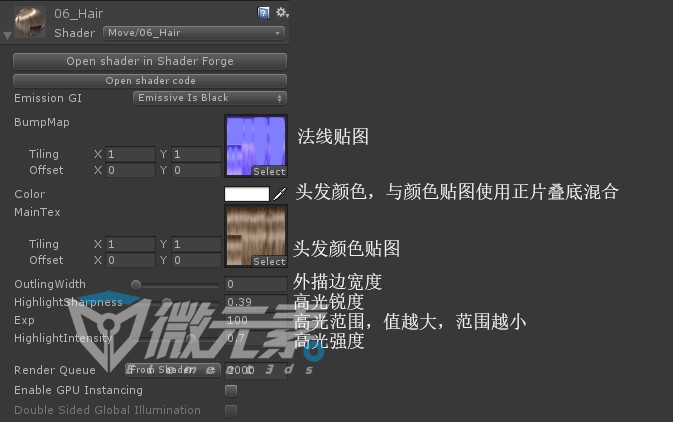 06_Hair
Shader Move/06_Hair
Open shader in Shader Forge
Open shader code
Emission GI Emissive Is Black
BumpMap
法线贴图
Tiling X 1 Y 1
Offset X 0 Y 0
Select
Color 头发颜色，与颜色贴图使用正片叠底混合
MainTex
Tiling X 1 Y 1
头发颜色贴图
Offset X 0 Y 0
Select
OutlingWidth 0 外描边宽度
HighlightSharpness 0.39 高光锐度
Exp 100 高光范围，值越大，范围越小
HighlightIntensity 0.7 高光强度
微元素
Element3ds
Render Queue From Shader 2000
Enable GPU Instancing
Double Sided Global Illumination